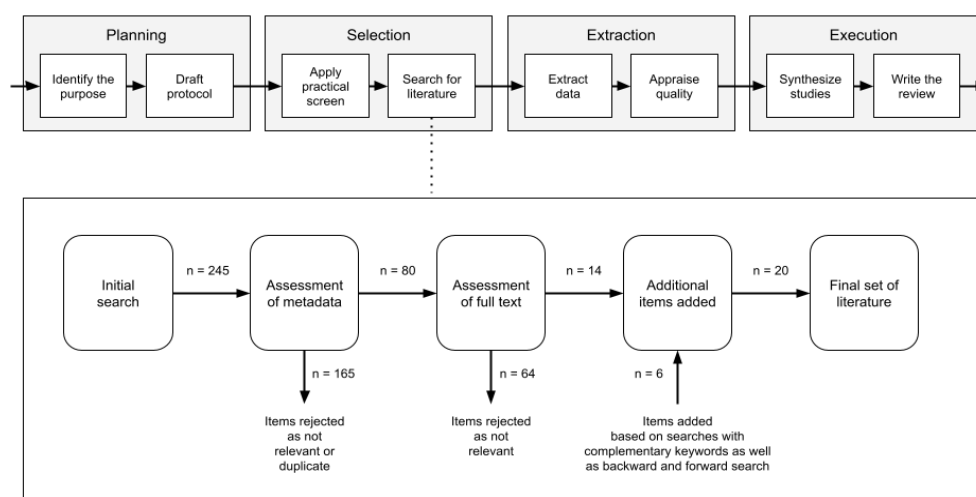 Planning
Selection
Extraction
Execution
Identify the
purpose
Draft
protocol
Apply
practical
screen
Search for
literature
Extract
data
Appraise
quality
Synthesize
studies
Write the
review
Initial
search
n = 245
Assessment
of metadata
n = 80
Assessment
of full text
n = 14
Additional
items added
n = 20
Final set of
literature
n = 165
n = 64
n = 6
Items rejected
as not
relevant or
duplicate
Items rejected
as not
relevant
Items added
based on searches with
complementary keywords as well
as backward and forward search